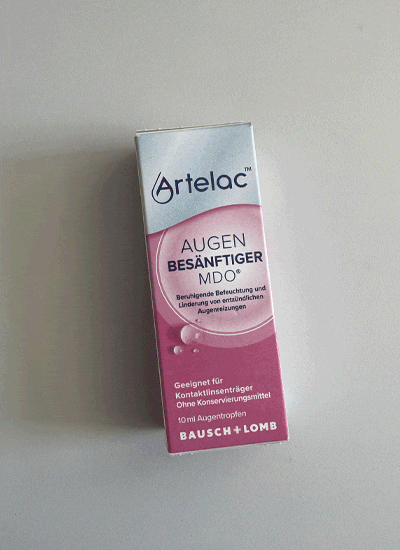 Artelac™
AUGEN
BESÄNFTIGER
MDO®
Beruhigende Befeuchtung und
Linderung von entzündlichen
Augenreizungen
Geeignet für
Kontaktlinsenträger
Ohne Konservierungsmittel
10 ml Augentropfen
BAUSCH+LOMB